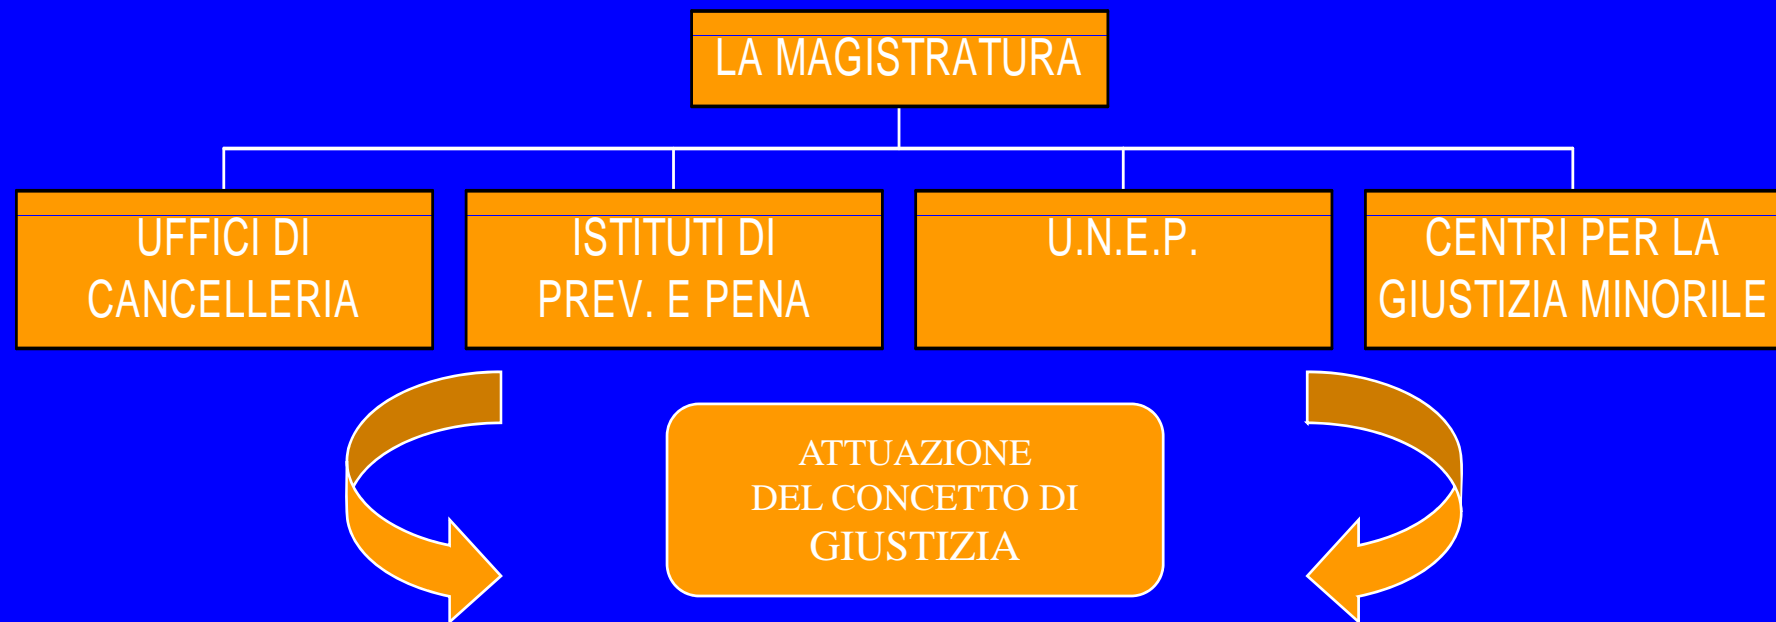 LA MAGISTRATURA
UFFICI DI
CANCELLERIA
ISTITUTI DI
PREV. E PENA
U.N.E.P.
CENTRI PER LA
GIUSTIZIA MINORILE
ATTUAZIONE
DEL CONCETTO DI
GIUSTIZIA